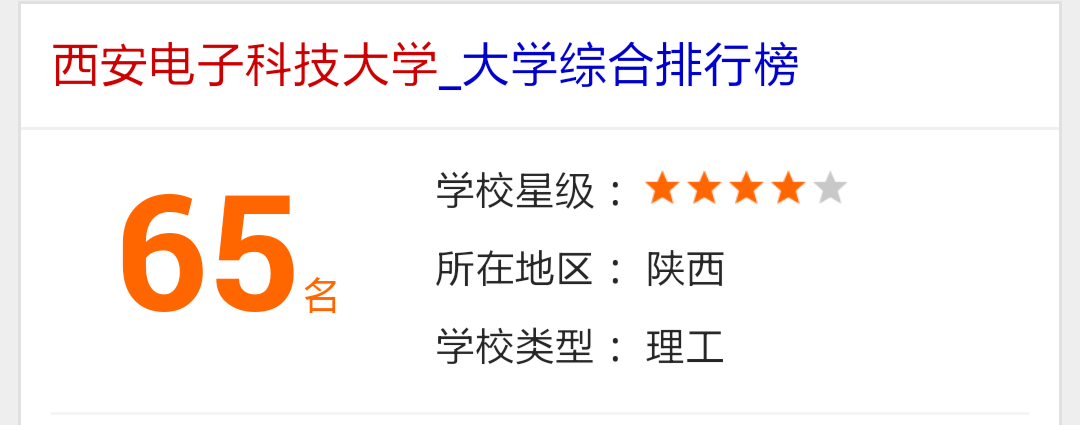 西安电子科技大学_大学综合排行榜
65名
学校星级：
所在地区：陕西
学校类型：理工